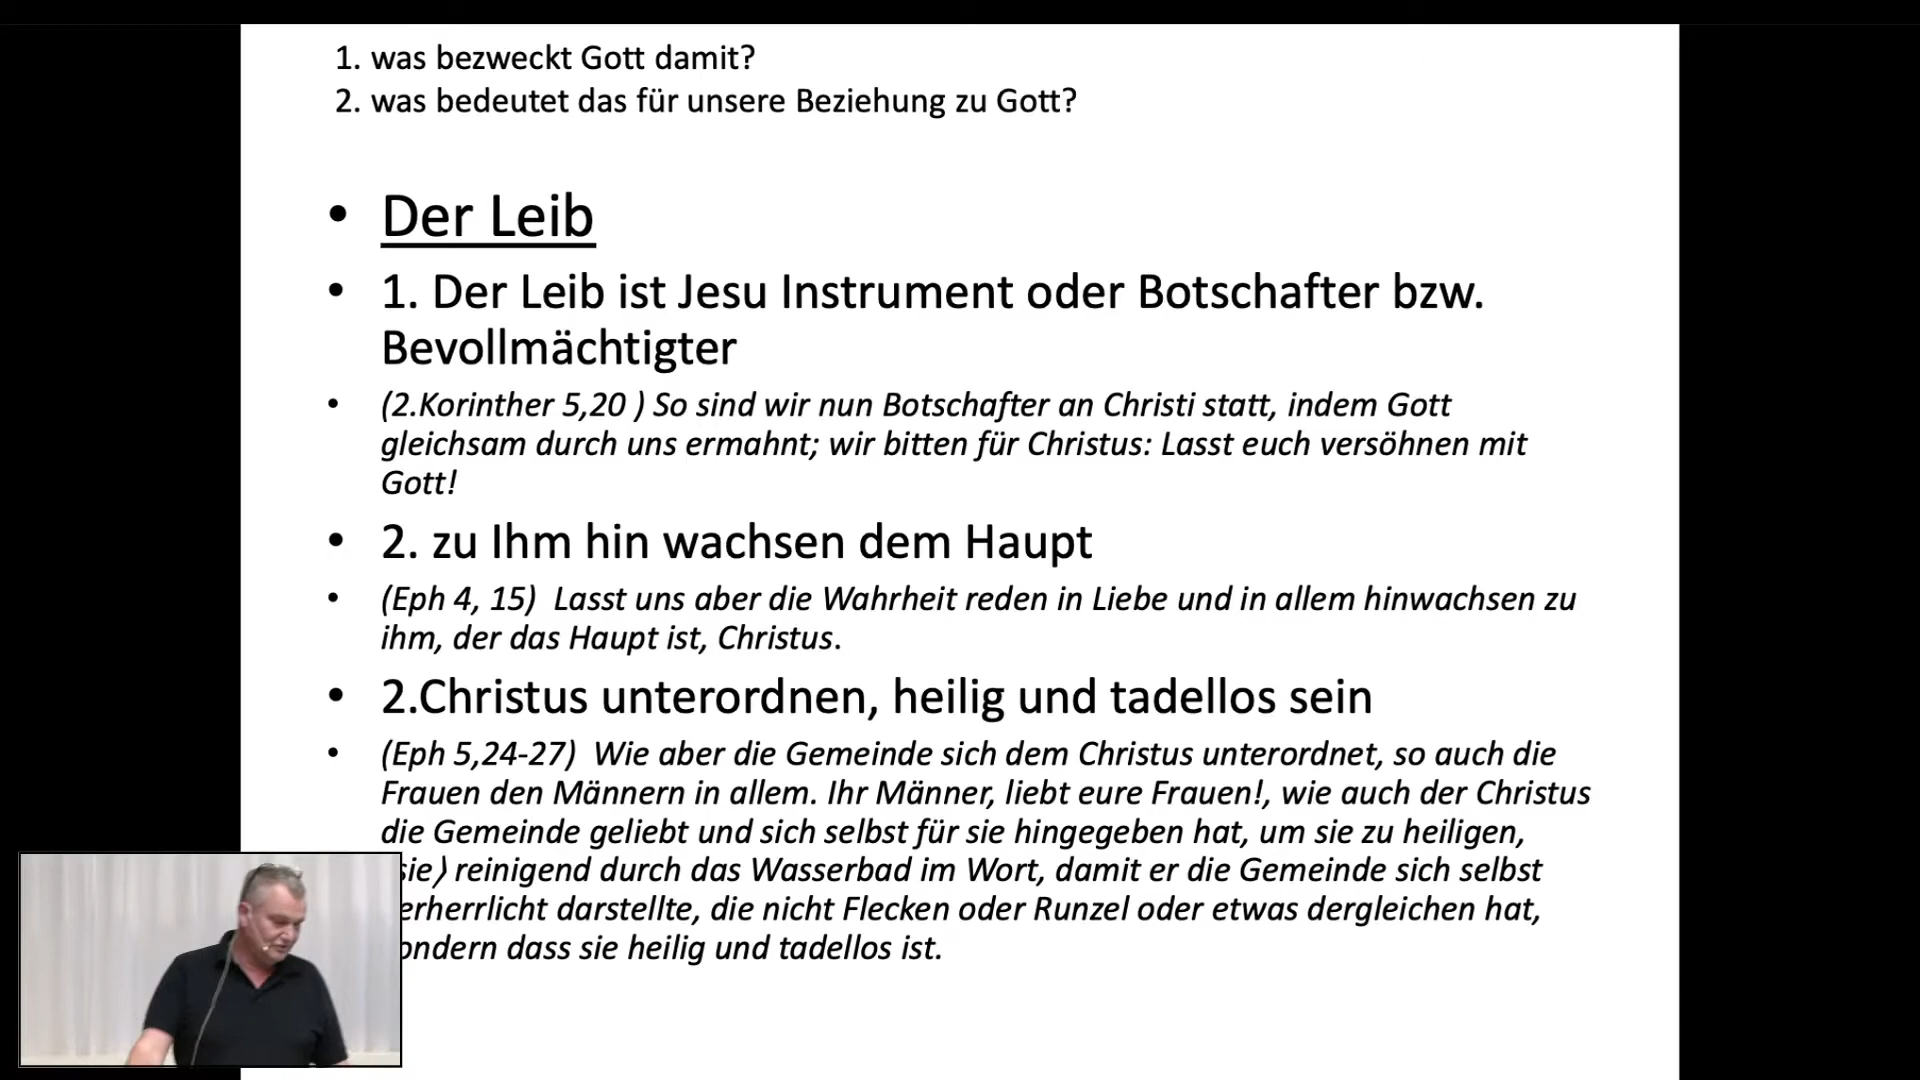 1. was bezweckt Gott damit?
2. was bedeutet das für unsere Beziehung zu Gott?
• Der Leib
• 1. Der Leib ist Jesu Instrument oder Botschafter bzw.
Bevollmächtigter
• (2.Korinther 5,20 ) So sind wir nun Botschafter an Christi statt, indem Gott
gleichsam durch uns ermahnt; wir bitten für Christus: Lasst euch versöhnen mit
Gott!
• 2. zu Ihm hin wachsen dem Haupt
• (Eph 4, 15)  Lasst uns aber die Wahrheit reden in Liebe und in allem hinwachsen zu
ihm, der das Haupt ist, Christus.
• 2.Christus unterordnen, heilig und tadellos sein
• (Eph 5,24-27)  Wie aber die Gemeinde sich dem Christus unterordnet, so auch die
Frauen den Männern in allem. Ihr Männer, liebt eure Frauen!, wie auch der Christus
die Gemeinde geliebt und sich selbst für sie hingegeben hat, um sie zu heiligen,
sie⟩ reinigend durch das Wasserbad im Wort, damit er die Gemeinde sich selbst
erherrlicht darstellte, die nicht Flecken oder Runzel oder etwas dergleichen hat,
ondern dass sie heilig und tadellos ist.